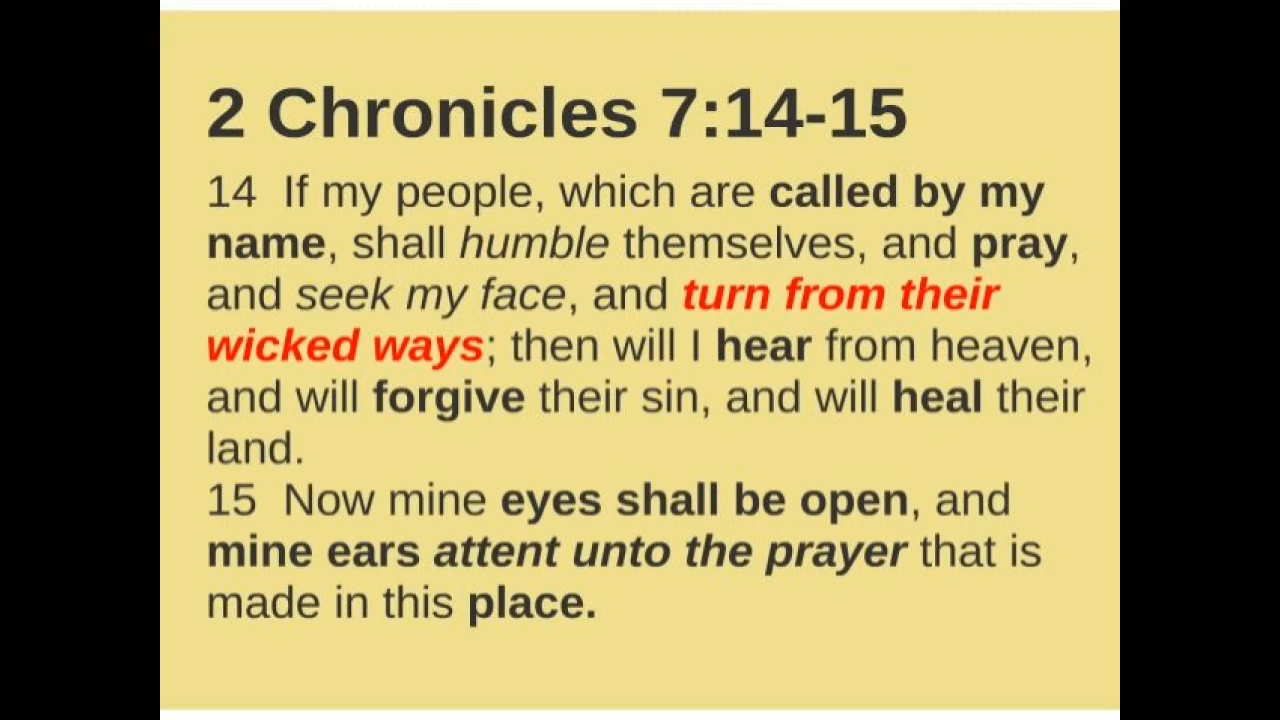 2 Chronicles 7:14-15
14 If my people, which are called by my
name, shall humble themselves, and pray,
and seek my face, and turn from their
wicked ways; then will I hear from heaven,
and will forgive their sin, and will heal their
land.
15 Now mine eyes shall be open, and
mine ears attent unto the prayer that is
made in this place.